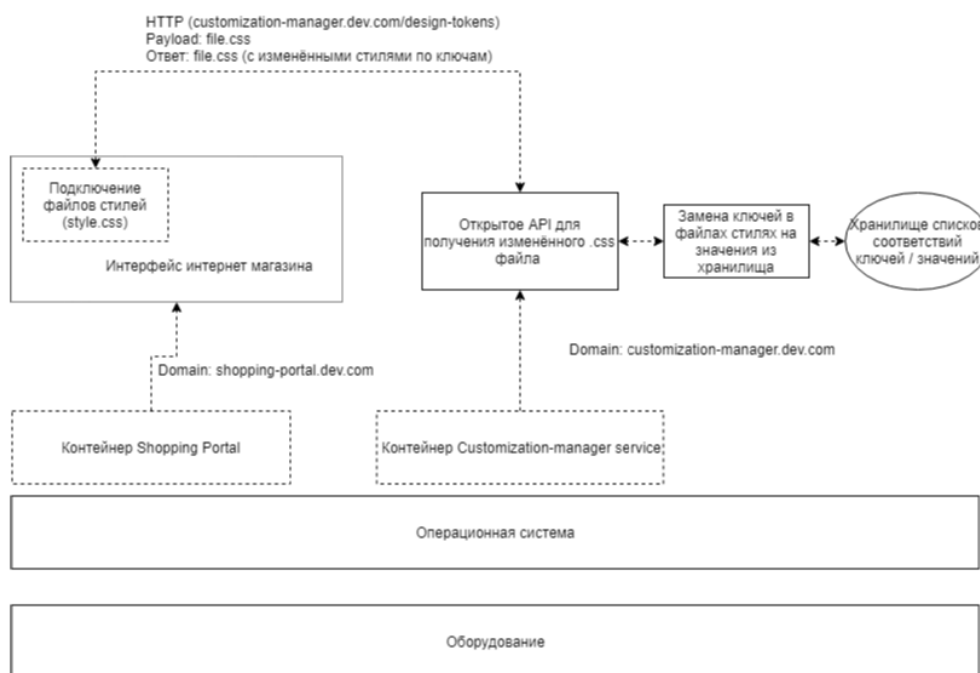 HTTP (customization-manager.dev.com/design-tokens)
Payload: file.css
Ответ: file.css (с изменёнными стилями по ключам)
Подключение
файлов стилей
(style.css)
Интерфейс интернет магазина
Открытое API для
получения изменённого .css
файла
Замена ключей в
файлах стилях на
значения из
хранилища
Хранилище списков
соответствий
ключей / значений
Domain: shopping-portal.dev.com
Domain: customization-manager.dev.com
Контейнер Shopping Portal
Контейнер Customization-manager service
Операционная система
Оборудование